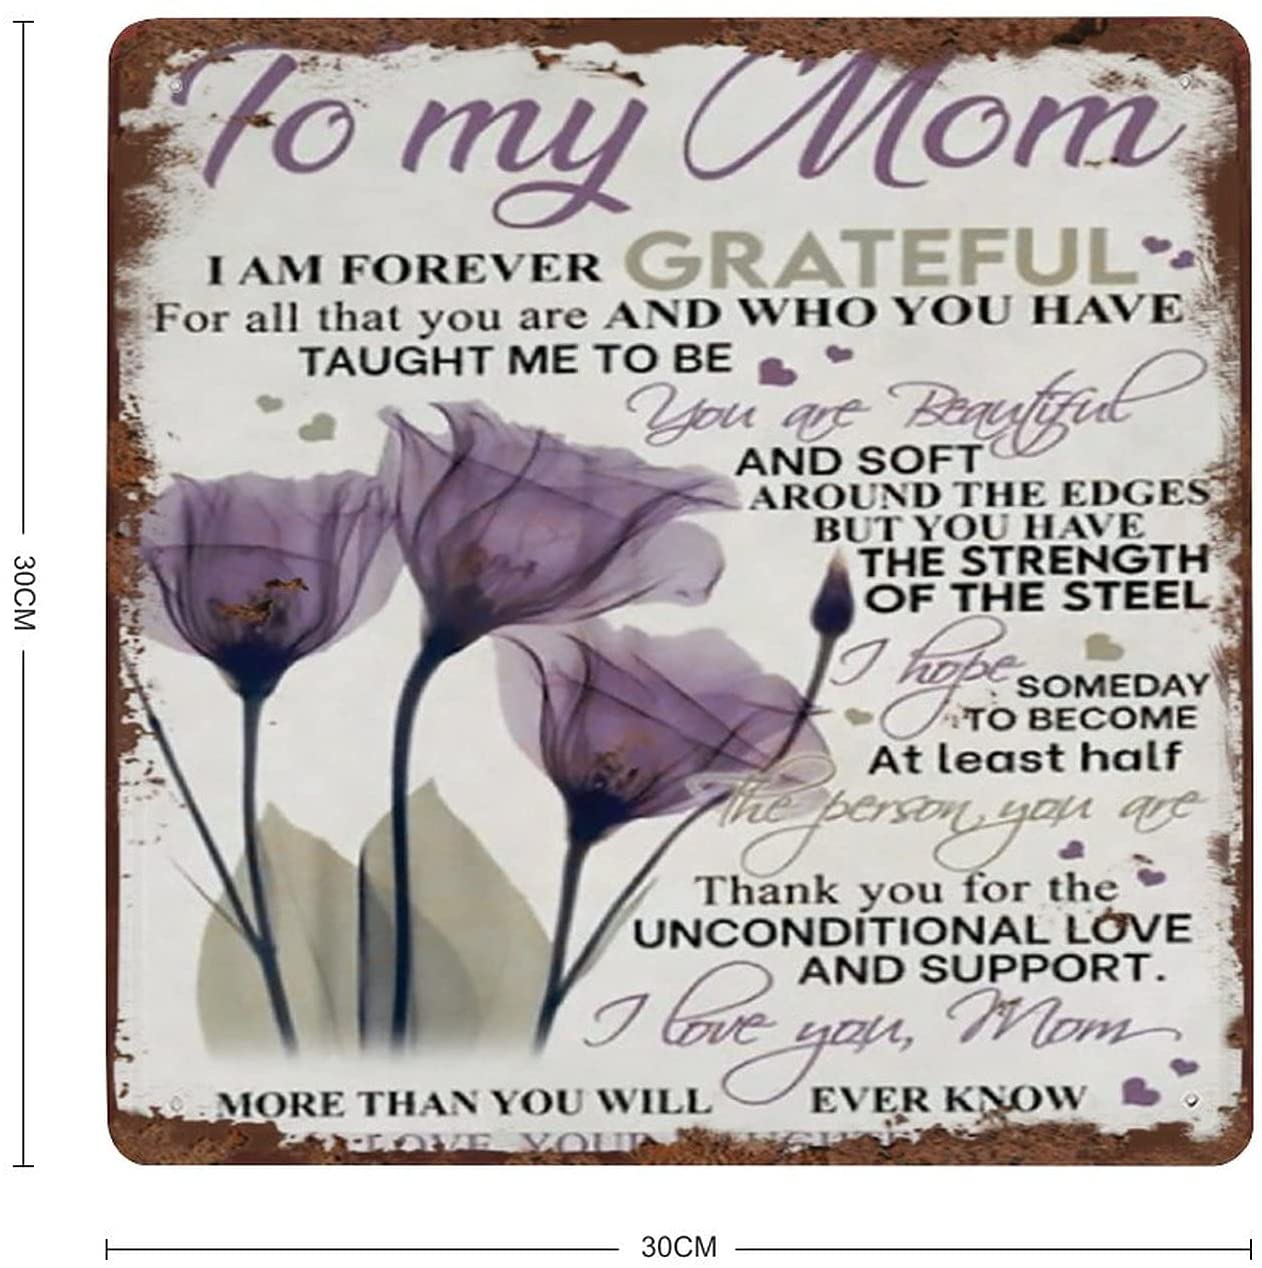 To my Mom
I AM FOREVER GRATEFUL
For all that you are AND WHO YOU HAVE
TAUGHT ME TO BE
You are Beautiful
AND SOFT
AROUND THE EDGES
BUT YOU HAVE
THE STRENGTH
OF THE STEEL
I hope SOMEDAY
TO BECOME
At least half
The person you are
Thank you for the
UNCONDITIONAL LOVE
AND SUPPORT.
I love you, Mom
MORE THAN YOU WILL EVER KNOW
LOVE, YOUR
30CM
30CM